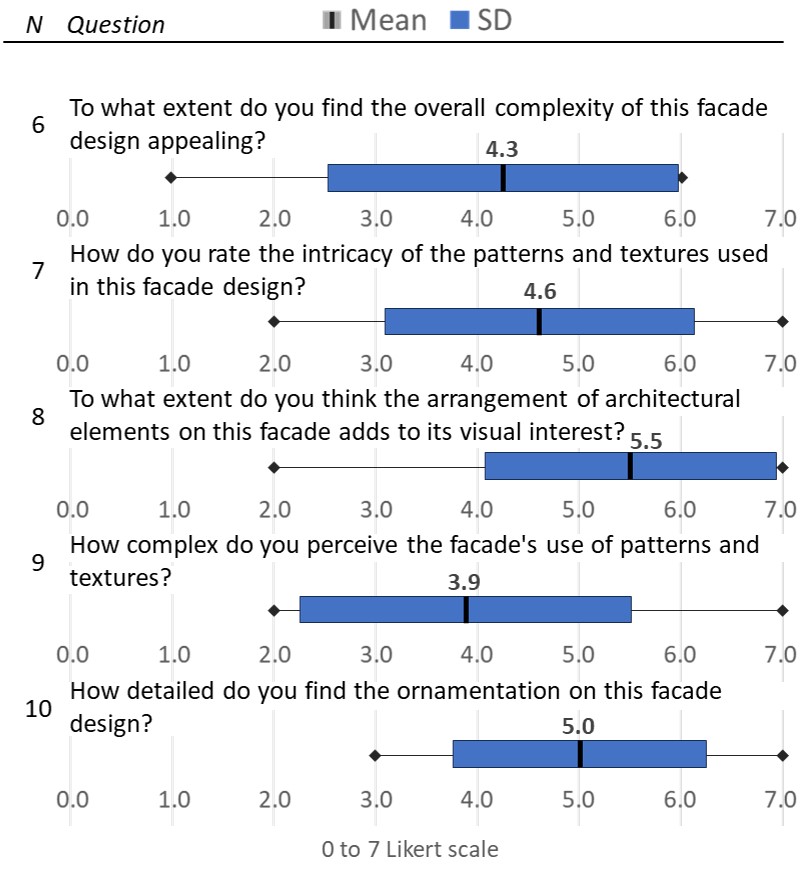 N Question Mean SD
6 To what extent do you find the overall complexity of this facade
design appealing?
4.3
0.0 1.0 2.0 3.0 4.0 5.0 6.0 7.0
7 How do you rate the intricacy of the patterns and textures used
in this facade design?
4.6
0.0 1.0 2.0 3.0 4.0 5.0 6.0 7.0
8 To what extent do you think the arrangement of architectural
elements on this facade adds to its visual interest?
5.5
0.0 1.0 2.0 3.0 4.0 5.0 6.0 7.0
9 How complex do you perceive the facade's use of patterns and
textures?
3.9
0.0 1.0 2.0 3.0 4.0 5.0 6.0 7.0
10 How detailed do you find the ornamentation on this facade
design?
5.0
0.0 1.0 2.0 3.0 4.0 5.0 6.0 7.0
0 to 7 Likert scale